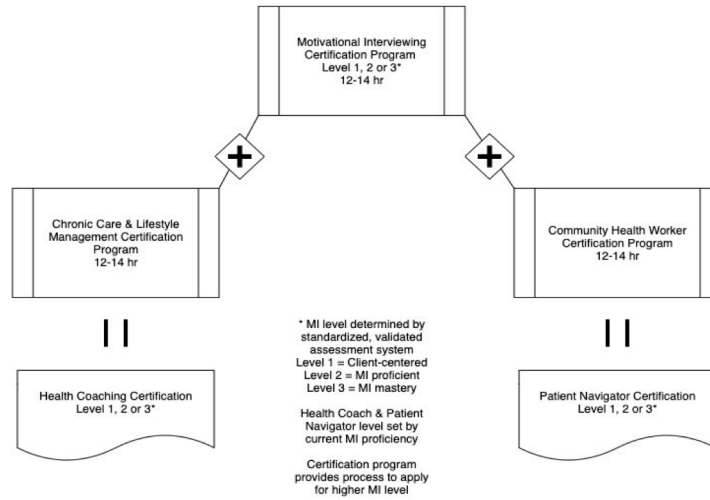 Motivational Interviewing
Certification Program
Level 1, 2 or 3*
12-14 hr
Chronic Care & Lifestyle
Management Certification
Program
12-14 hr
Community Health Worker
Certification Program
12-14 hr
* MI level determined by
standardized, validated
assessment system
Level 1 = Client-centered
Level 2 = MI proficient
Level 3 = MI mastery
Health Coach & Patient
Navigator level set by
current MI proficiency
Certification program
provides process to apply
for higher MI level
Health Coaching Certification
Level 1, 2 or 3*
Patient Navigator Certification
Level 1, 2 or 3*